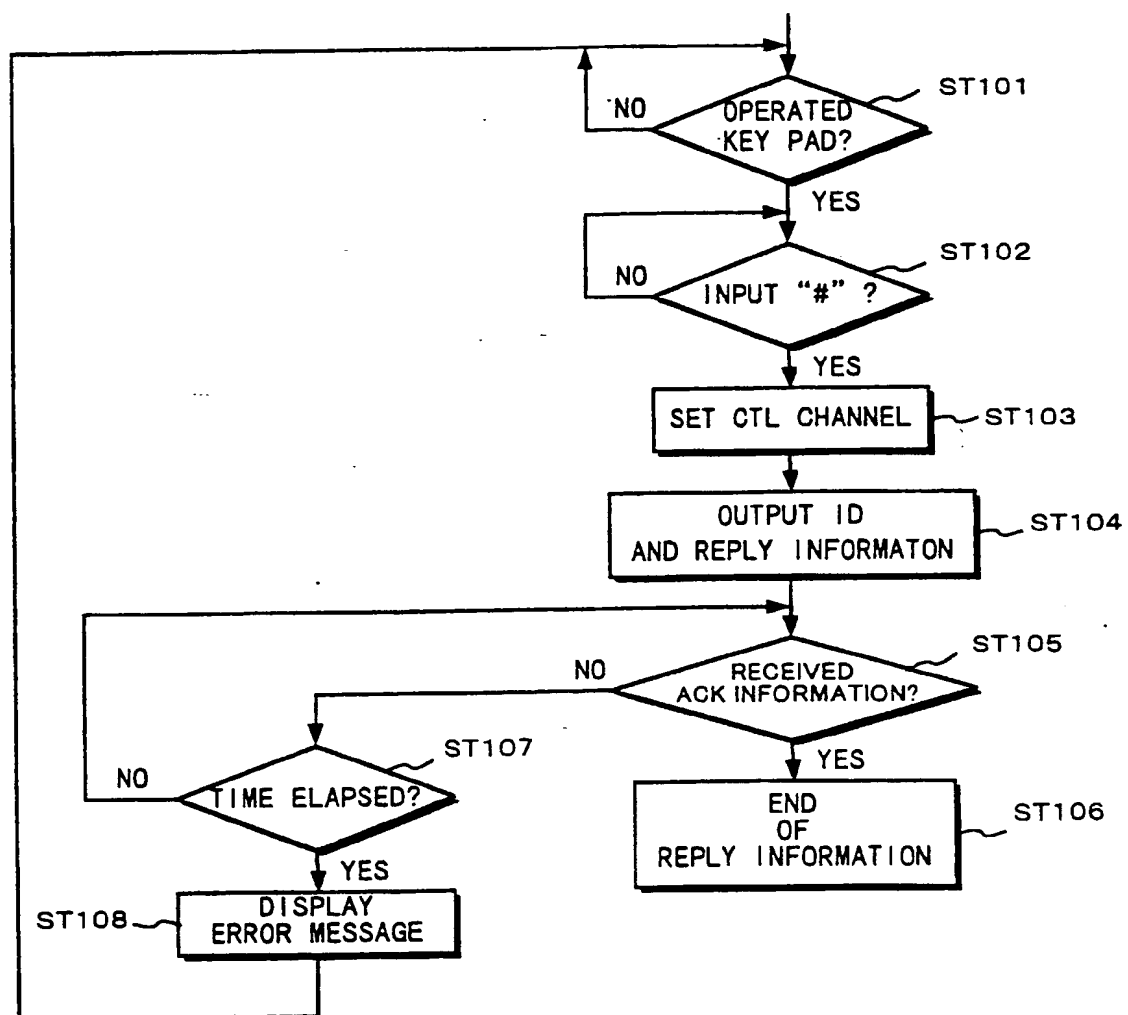 ST101
NO
OPERATED
KEY PAD?
YES
ST102
NO
INPUT “#” ?
YES
SET CTL CHANNEL
ST103
OUTPUT ID
AND REPLY INFORMATON
ST104
ST105
NO
RECEIVED
ACK INFORMATION?
YES
ST107
NO
TIME ELAPSED?
YES
END
OF
REPLY INFORMATION
ST106
ST108
DISPLAY
ERROR MESSAGE